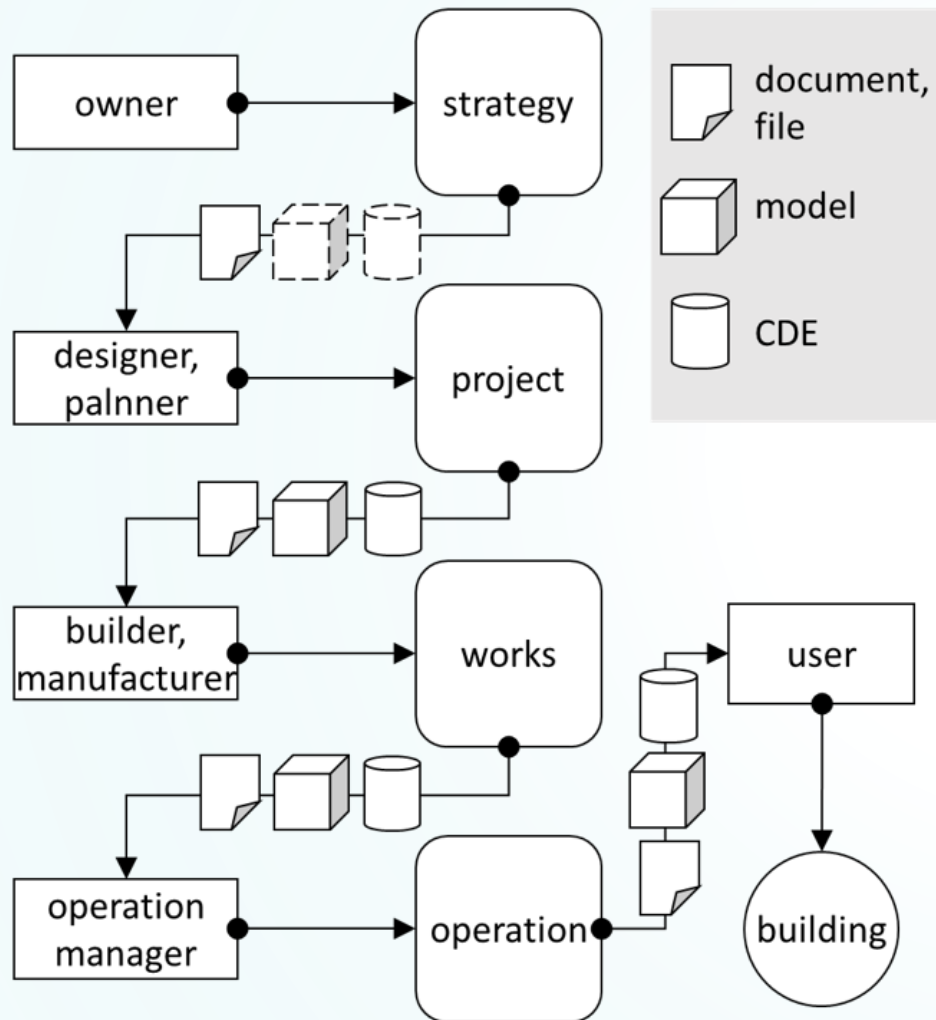 owner
strategy
document,
file
model
CDE
designer,
palnner
project
builder,
manufacturer
works
user
operation
manager
operation
building